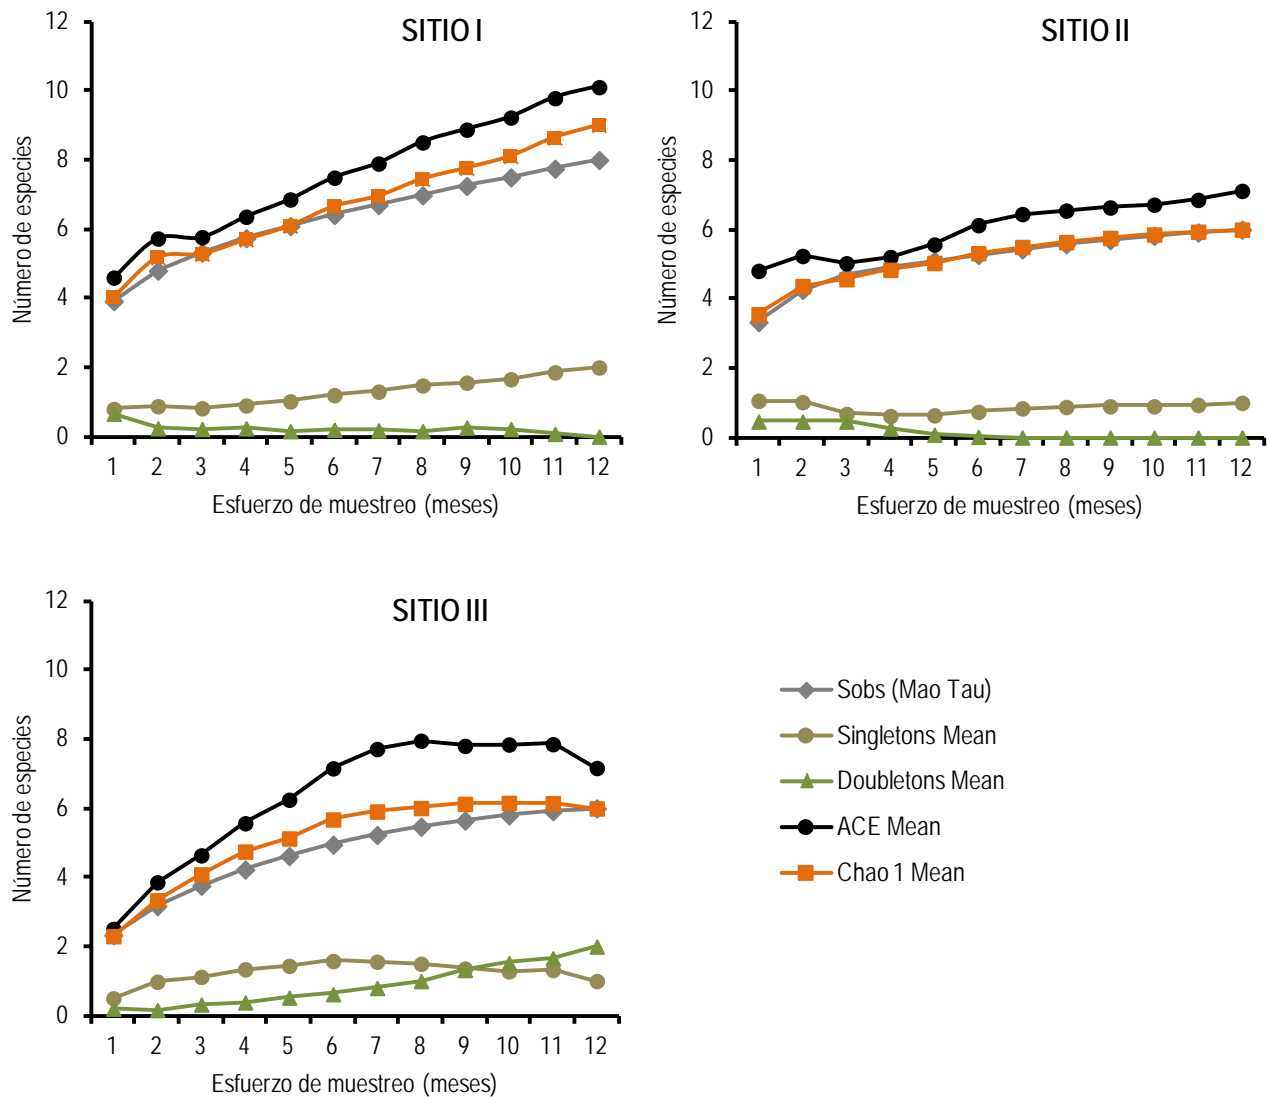 SITIO I
12
10
8
6
4
2
0
Número de especies
1 2 3 4 5 6 7 8 9 10 11 12
Esfuerzo de muestreo (meses)
SITIO II
12
10
8
6
4
2
0
Número de especies
1 2 3 4 5 6 7 8 9 10 11 12
Esfuerzo de muestreo (meses)
SITIO III
12
10
8
6
4
2
0
Número de especies
1 2 3 4 5 6 7 8 9 10 11 12
Esfuerzo de muestreo (meses)
Sobs (Mao Tau)
Singletons Mean
Doubletons Mean
ACE Mean
Chao 1 Mean